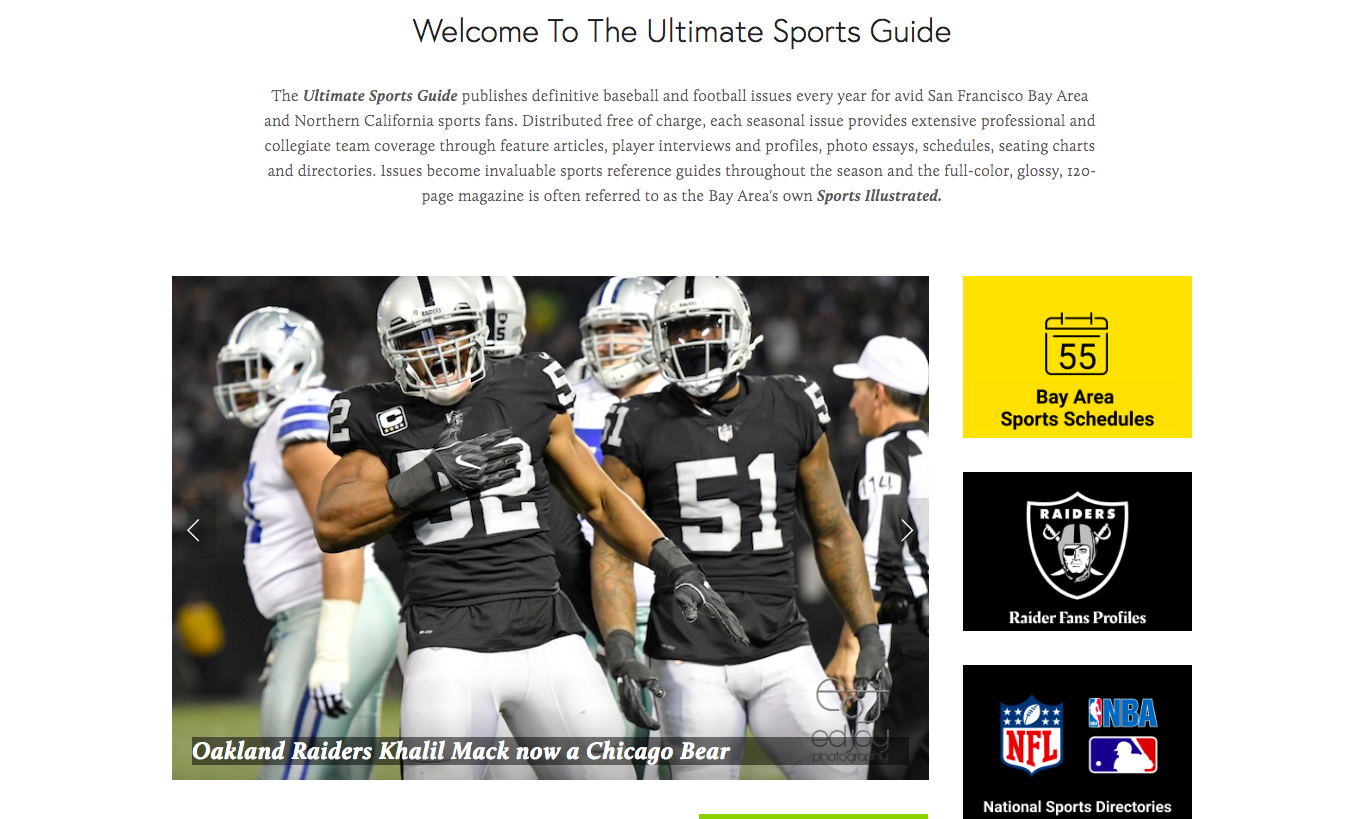 Welcome To The Ultimate Sports Guide
The Ultimate Sports Guide publishes definitive baseball and football issues every year for avid San Francisco Bay Area
and Northern California sports fans. Distributed free of charge, each seasonal issue provides extensive professional and
collegiate team coverage through feature articles, player interviews and profiles, photo essays, schedules, seating charts
and directories. Issues become invaluable sports reference guides throughout the season and the full-color, glossy, 120-
page magazine is often referred to as the Bay Area's own Sports Illustrated.
RAIDERS
52
C
52
51
51
5
114
edjay
photography
Oakland Raiders Khalil Mack now a Chicago Bear
55
Bay Area
Sports Schedules
RAIDERS
Raider Fans Profiles
NFL
NBA
National Sports Directories